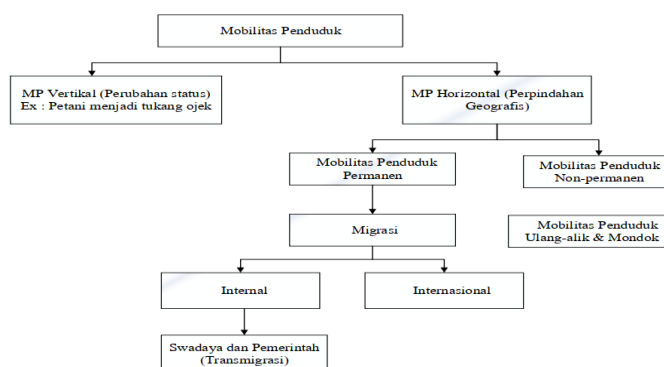 Mobilitas Penduduk
MP Vertikal (Perubahan status)
Ex : Petani menjadi tukang ojek
MP Horizontal (Perpindahan
Geografis)
Mobilitas Penduduk
Permanen
Mobilitas Penduduk
Non-permanen
Migrasi
Mobilitas Penduduk
Ulang-alik & Mondok
Internal
Internasional
Swadaya dan Pemerintah
(Transmigrasi)